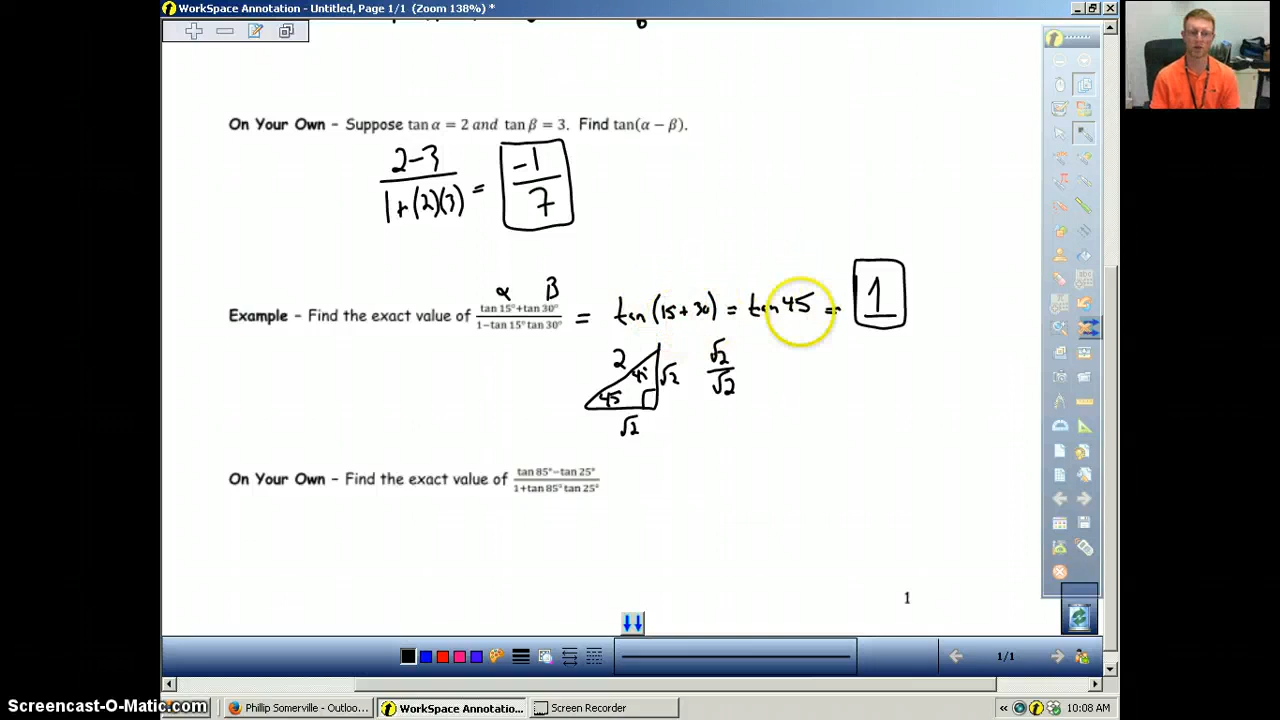 WorkSpace Annotation - Untitled, Page 1/1 (Zoom 138%) *
On Your Own – Suppose tan α = 2 and tan β = 3. Find tan(α − β).
2-3
1+(2)(3)
=
-1
7
α β
Example – Find the exact value of
tan 15°+tan 30°
1−tan 15° tan 30°
= tan (15+30) = tan 45 = 1
2
45
45
√2
√2
√2
√2
On Your Own – Find the exact value of
tan 85°−tan 25°
1+tan 85° tan 25°
1
1/1
Phillip Somerville - Outloo...
WorkSpace Annotatio...
Screen Recorder
10:08 AM
Screencast-O-Matic.com